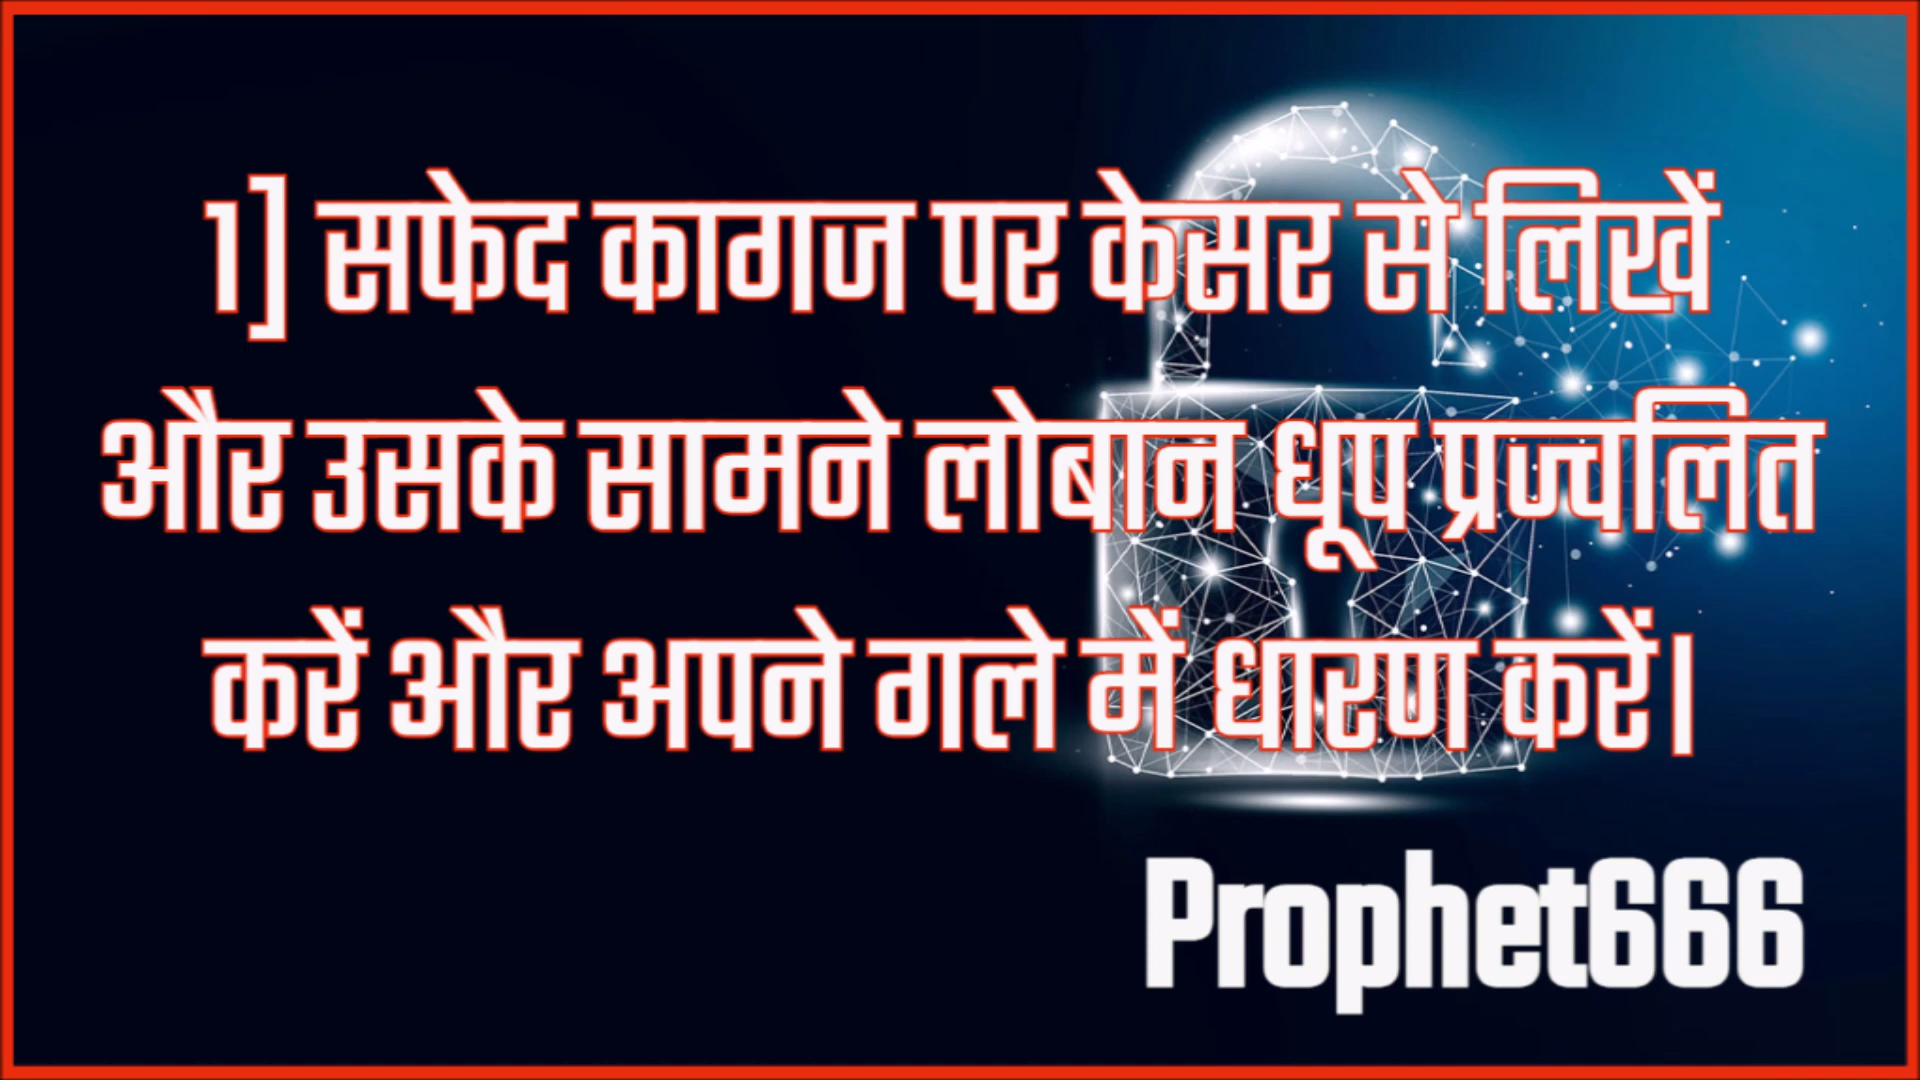 1] सफेद कागज पर केसर से लिखें
और उसके सामने लोबान धूप प्रज्वलित
करें और अपने गले में धारण करें।
Prophet666